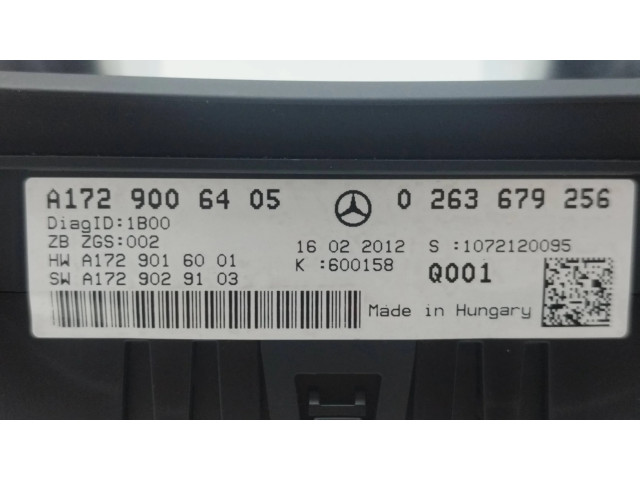 A172 900 64 05 0 263 679 256
DiagID:1B00
ZB ZGS:002 16 02 2012 S :1072120095
HW A172 901 60 01 K :600158 Q001
SW A172 902 91 03
Made in Hungary